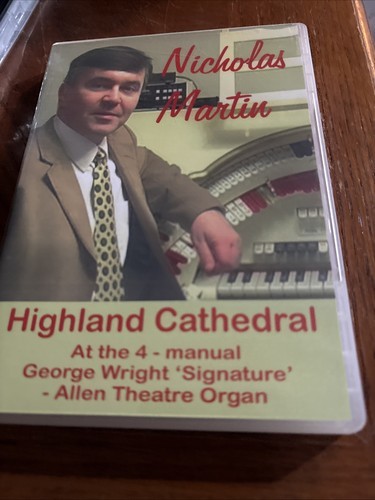 Nicholas
Martin
Highland Cathedral
At the 4 - manual
George Wright 'Signature'
- Allen Theatre Organ